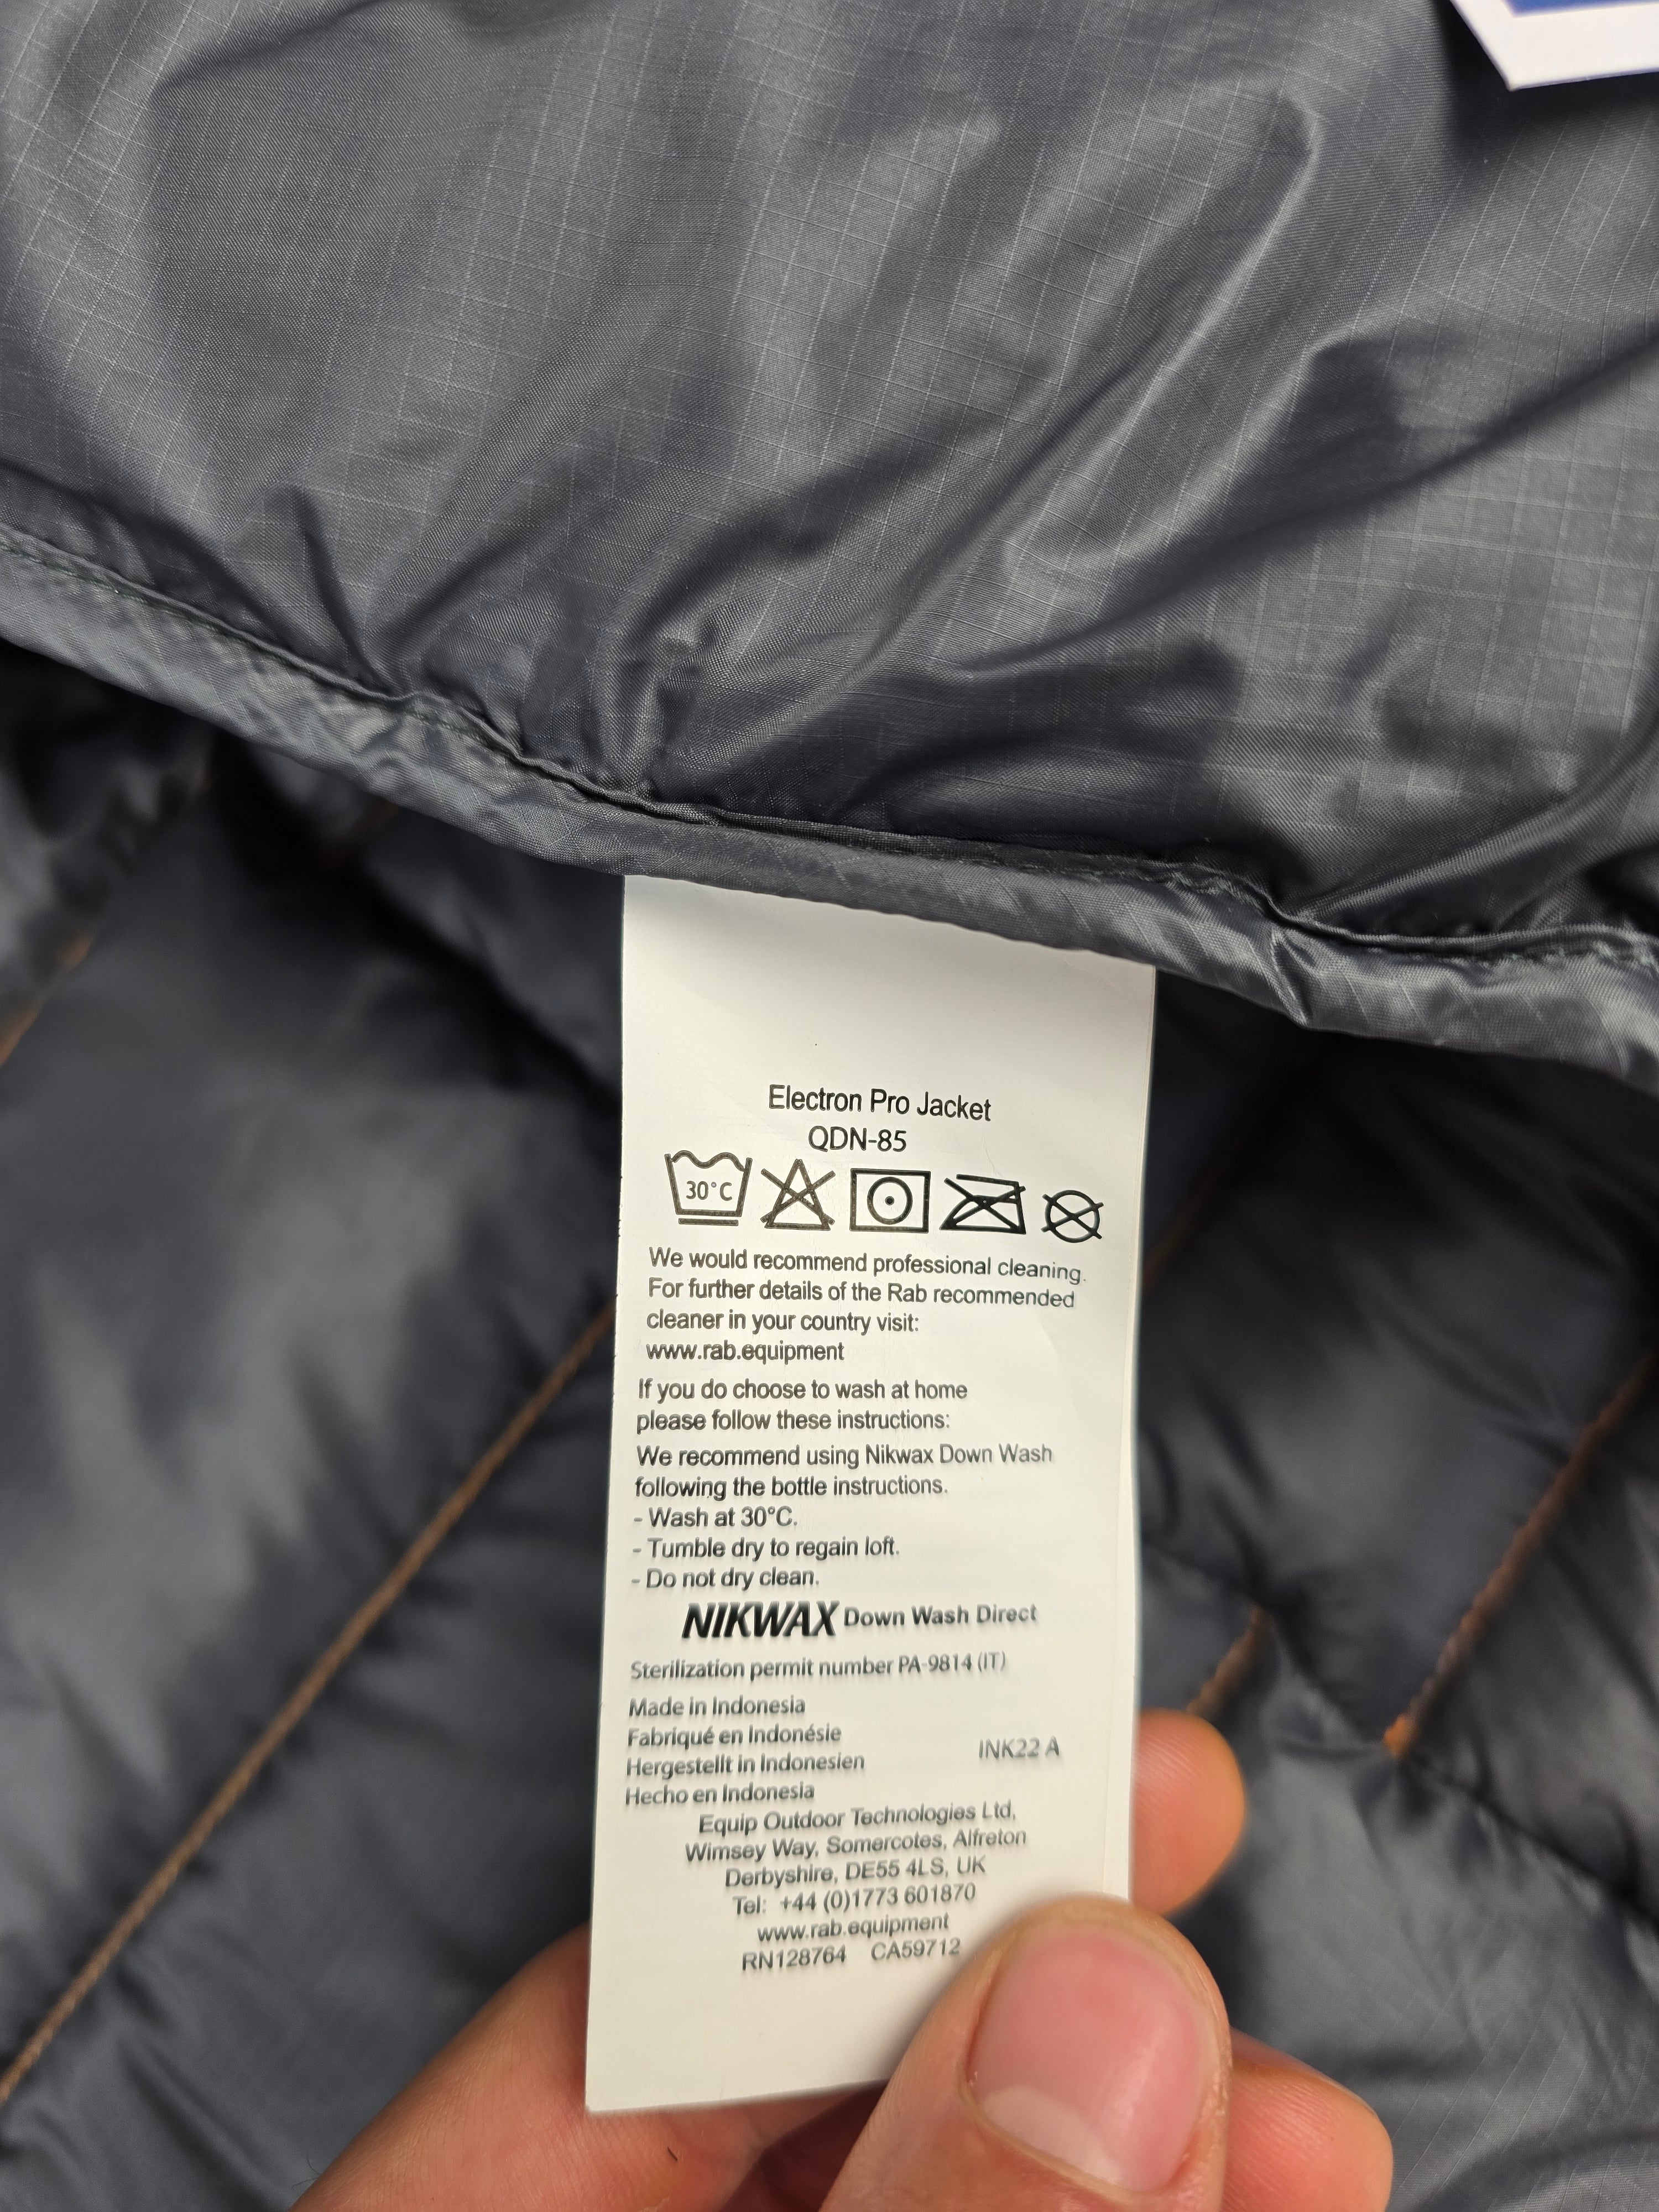 Electron Pro Jacket
QDN-85
30°C
We would recommend professional cleaning.
For further details of the Rab recommended
cleaner in your country visit:
www.rab.equipment
If you do choose to wash at home
please follow these instructions:
We recommend using Nikwax Down Wash
following the bottle instructions.
- Wash at 30°C.
- Tumble dry to regain loft.
- Do not dry clean.
NIKWAX Down Wash Direct
Sterilization permit number PA-9814 (IT)
Made in Indonesia
Fabriqué en Indonésie
Hergestellt in Indonesien INK22 A
Hecho en Indonesia
Equip Outdoor Technologies Ltd,
Wimsey Way, Somercotes, Alfreton
Derbyshire, DE55 4LS, UK
Tel: +44 (0)1773 601870
www.rab.equipment
RN128764 CA59712